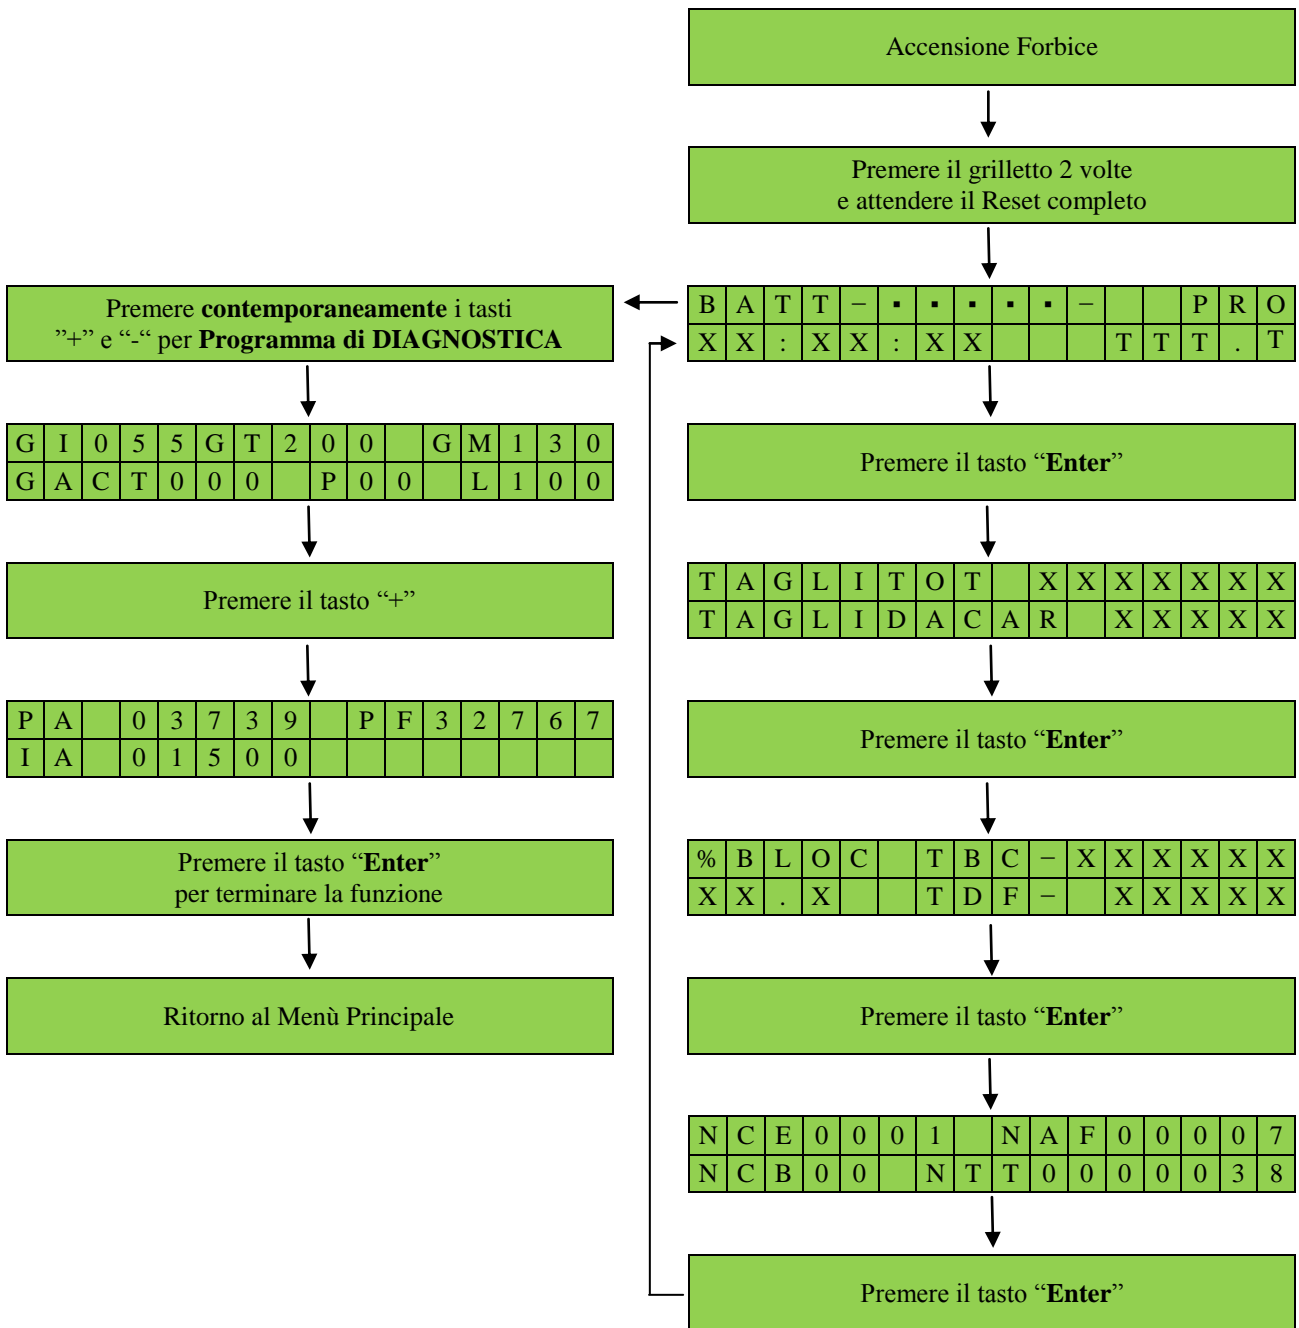 Accensione Forbice
Premere il grilletto 2 volte
e attendere il Reset completo
BATT–▪▪▪▪▪–  PRO
XX:XX:XX   TTT.T
Premere il tasto “Enter”
TAGLITOT XXXXXXX
TAGLIDACAR XXXXX
Premere il tasto “Enter”
%BLOC TBC–XXXXXX
XX.X  TDF– XXXXX
Premere il tasto “Enter”
NCE0001 NAF00007
NCB00 NTT0000038
Premere il tasto “Enter”
Premere contemporaneamente i tasti
”+” e “-“ per Programma di DIAGNOSTICA
GI055GT200 GM130
GACT000 P00 L100
Premere il tasto “+”
PA 03739 PF32767
IA 01500
Premere il tasto “Enter”
per terminare la funzione
Ritorno al Menù Principale